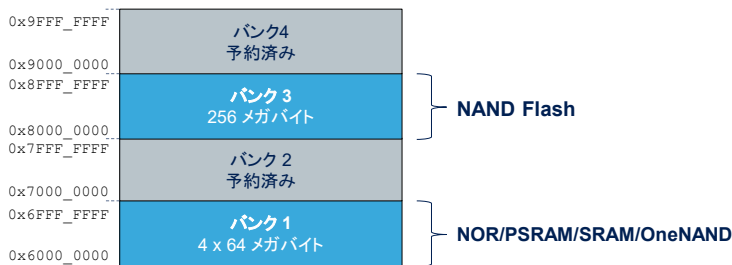 0x9FFF_FFFF
バンク4
予約済み
0x9000_0000
0x8FFF_FFFF
バンク 3
256 メガバイト
NAND Flash
0x8000_0000
0x7FFF_FFFF
バンク 2
予約済み
0x7000_0000
0x6FFF_FFFF
バンク 1
4 x 64 メガバイト
NOR/PSRAM/SRAM/OneNAND
0x6000_0000